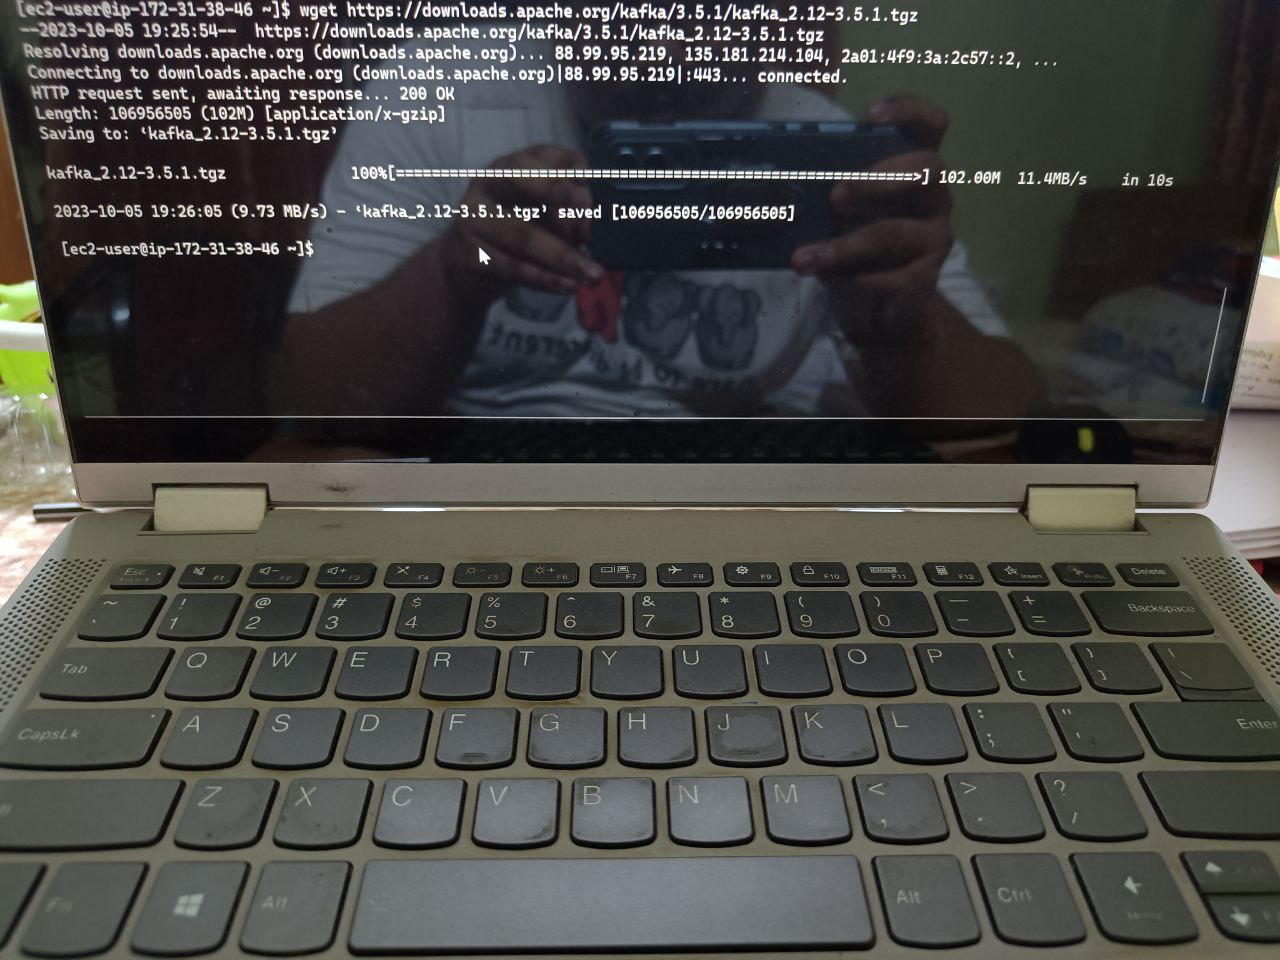 [ec2-user@ip-172-31-38-46 ~]$ wget https://downloads.apache.org/kafka/3.5.1/kafka_2.12-3.5.1.tgz
--2023-10-05 19:25:54--  https://downloads.apache.org/kafka/3.5.1/kafka_2.12-3.5.1.tgz
Resolving downloads.apache.org (downloads.apache.org)... 88.99.95.219, 135.181.214.104, 2a01:4f9:3a:2c57::2, ...
Connecting to downloads.apache.org (downloads.apache.org)|88.99.95.219|:443... connected.
HTTP request sent, awaiting response... 200 OK
Length: 106956505 (102M) [application/x-gzip]
Saving to: ‘kafka_2.12-3.5.1.tgz’
kafka_2.12-3.5.1.tgz 100%[==========================================================>] 102.00M 11.4MB/s in 10s
2023-10-05 19:26:05 (9.73 MB/s) - ‘kafka_2.12-3.5.1.tgz’ saved [106956505/106956505]
[ec2-user@ip-172-31-38-46 ~]$
Esc F1 F2 F3 F4 F5 F6 F7 F8 F9 F10 F11 F12 Insert Delete
~ ` ! 1 @ 2 # 3 $ 4 % 5 ^ 6 & 7 * 8 ( 9 ) 0 _ - + = Backspace
Tab Q W E R T Y U I O P { [ } ] | \
CapsLk A S D F G H J K L : ; " ' Enter
Z X C V B N M < , > . ? /
Fn Alt Alt Ctrl